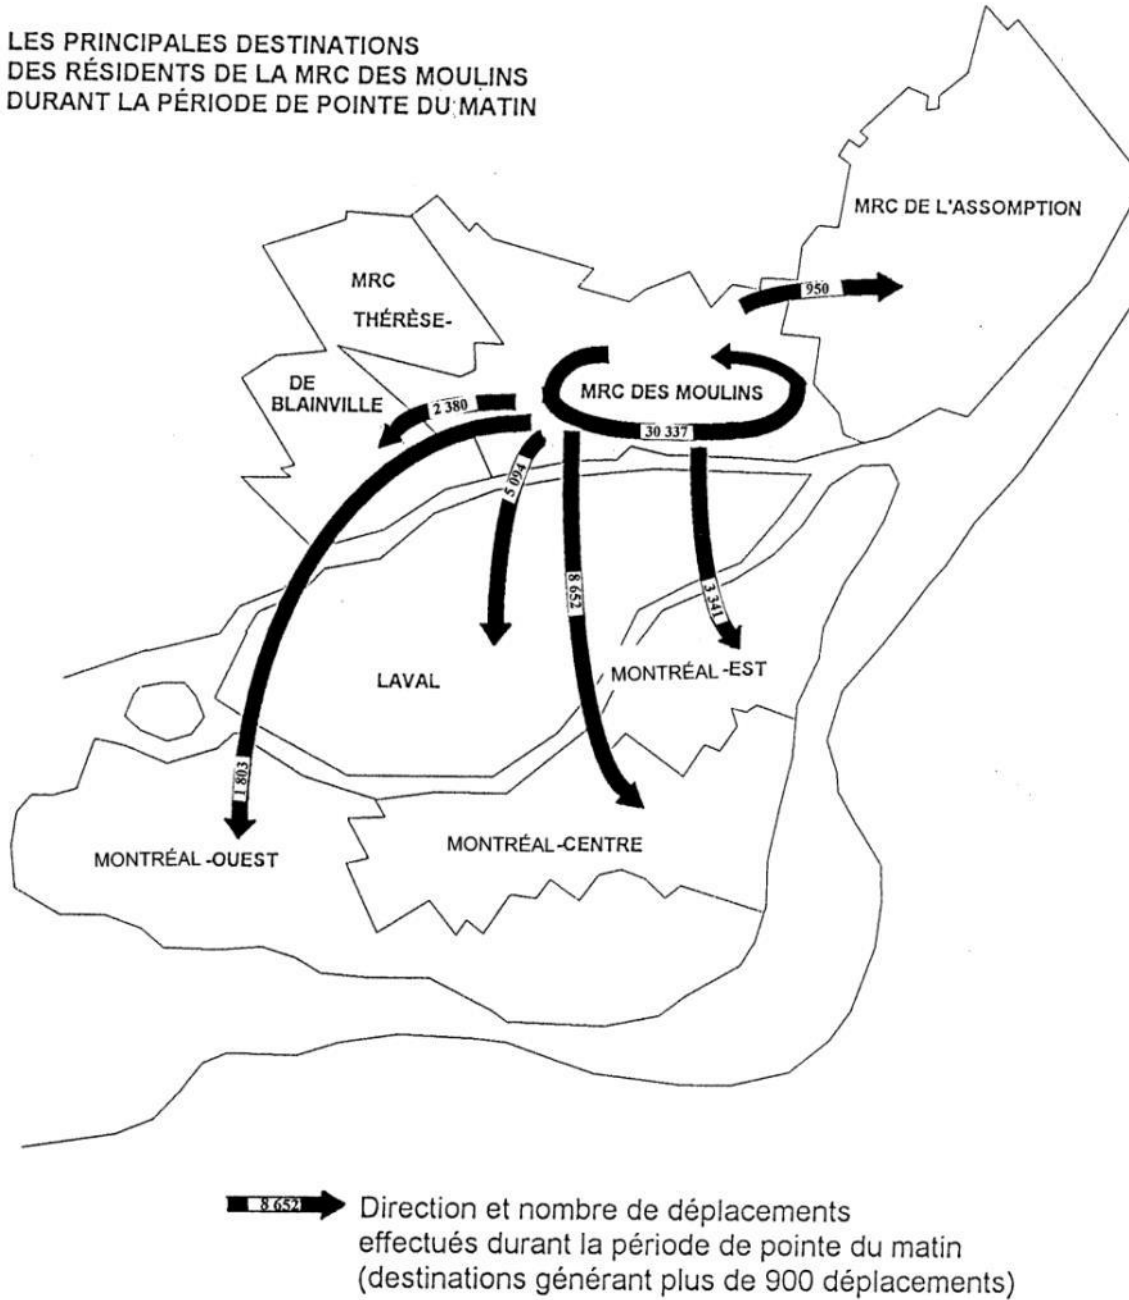 LES PRINCIPALES DESTINATIONS
DES RÉSIDENTS DE LA MRC DES MOULINS
DURANT LA PÉRIODE DE POINTE DU MATIN
MRC DE L'ASSOMPTION
MRC
THÉRÈSE-
DE
BLAINVILLE
950
MRC DES MOULINS
2 380
30 337
5 094
8 652
3 341
MONTRÉAL-EST
LAVAL
1 803
MONTRÉAL-OUEST
MONTRÉAL-CENTRE
8 652
Direction et nombre de déplacements
effectués durant la période de pointe du matin
(destinations générant plus de 900 déplacements)